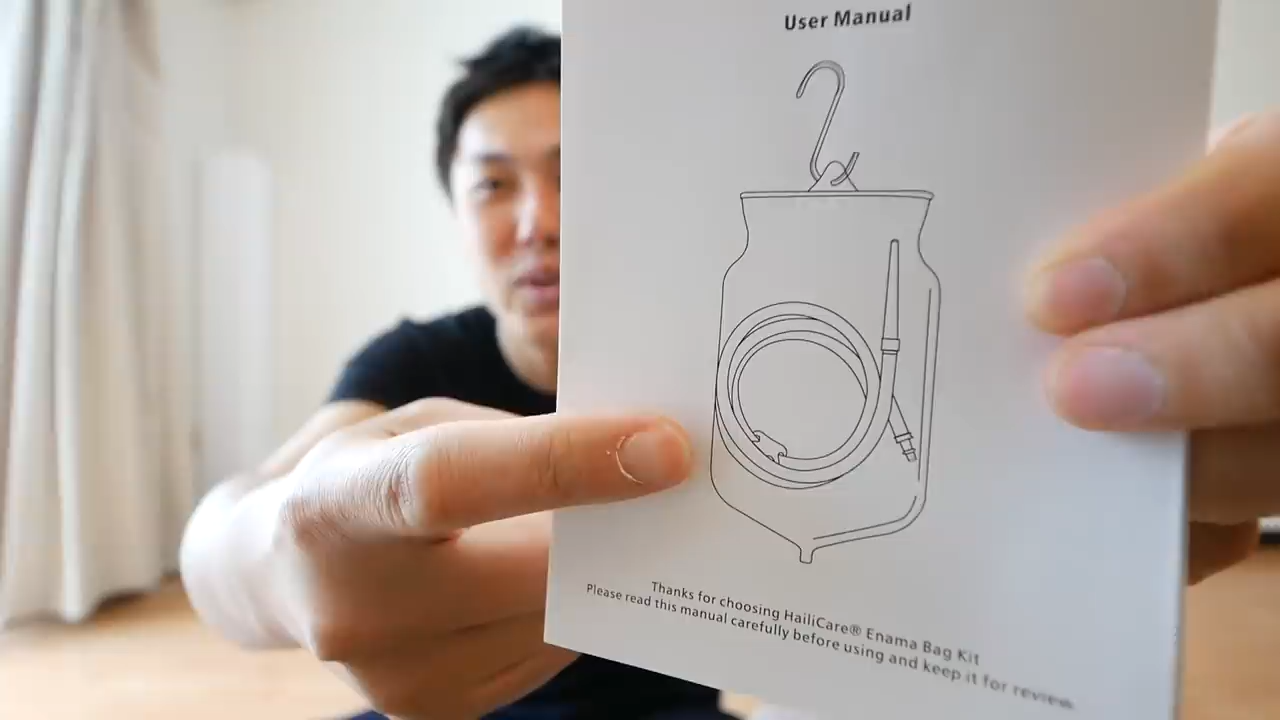 User Manual
Thanks for choosing HailiCare® Enama Bag Kit
Please read this manual carefully before using and keep it for review